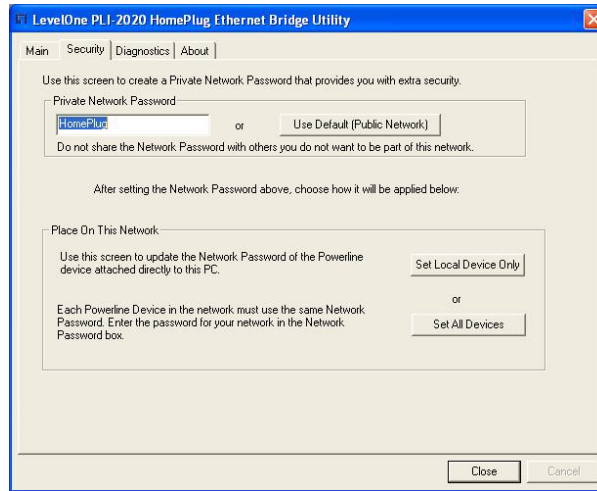 LevelOne PLI-2020 HomePlug Ethernet Bridge Utility
Main Security Diagnostics About
Use this screen to create a Private Network Password that provides you with extra security.
Private Network Password
HomePlug or Use Default (Public Network)
Do not share the Network Password with others you do not want to be part of this network.
After setting the Network Password above, choose how it will be applied below:
Place On This Network
Use this screen to update the Network Password of the Powerline
device attached directly to this PC.
Set Local Device Only
or
Each Powerline Device in the network must use the same Network
Password. Enter the password for your network in the Network
Password box.
Set All Devices
Close Cancel